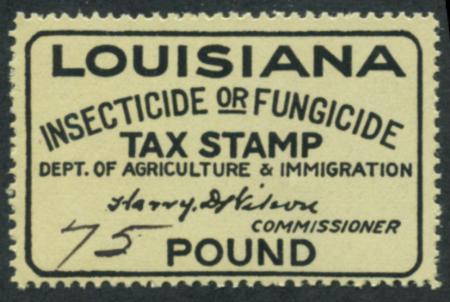 LOUISIANA
INSECTICIDE OR FUNGICIDE
TAX STAMP
DEPT. OF AGRICULTURE & IMMIGRATION
Harry. D. Wilson
COMMISSIONER
75
POUND